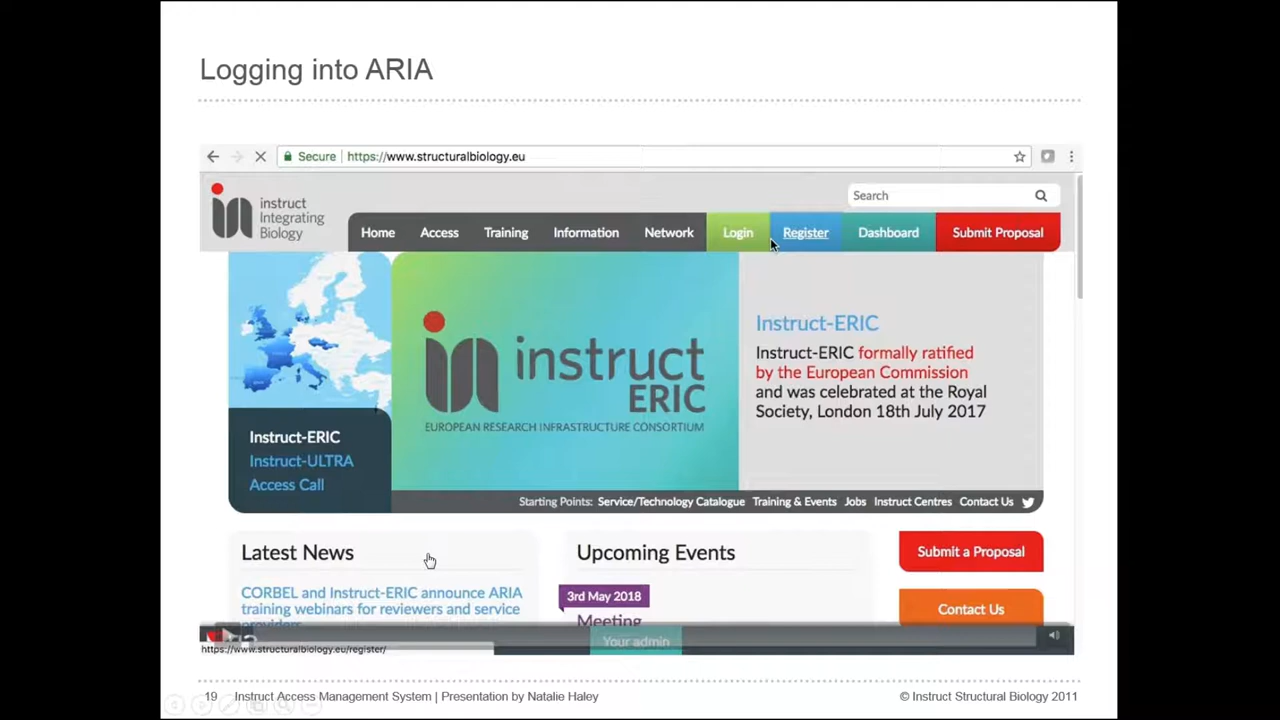 Logging into ARIA
Secure https://www.structuralbiology.eu
instruct
Integrating
Biology
Search
Home Access Training Information Network Login Register Dashboard Submit Proposal
instruct
ERIC
EUROPEAN RESEARCH INFRASTRUCTURE CONSORTIUM
Instruct-ERIC
Instruct-ERIC formally ratified
by the European Commission
and was celebrated at the Royal
Society, London 18th July 2017
Instruct-ERIC
Instruct-ULTRA
Access Call
Starting Points: Service/Technology Catalogue Training & Events Jobs Instruct Centres Contact Us
Latest News
CORBEL and Instruct-ERIC announce ARIA
training webinars for reviewers and service
providers
Upcoming Events
3rd May 2018
Meeting
Submit a Proposal
Contact Us
Your admin
https://www.structuralbiology.eu/register/
19 Instruct Access Management System | Presentation by Natalie Haley
© Instruct Structural Biology 2011